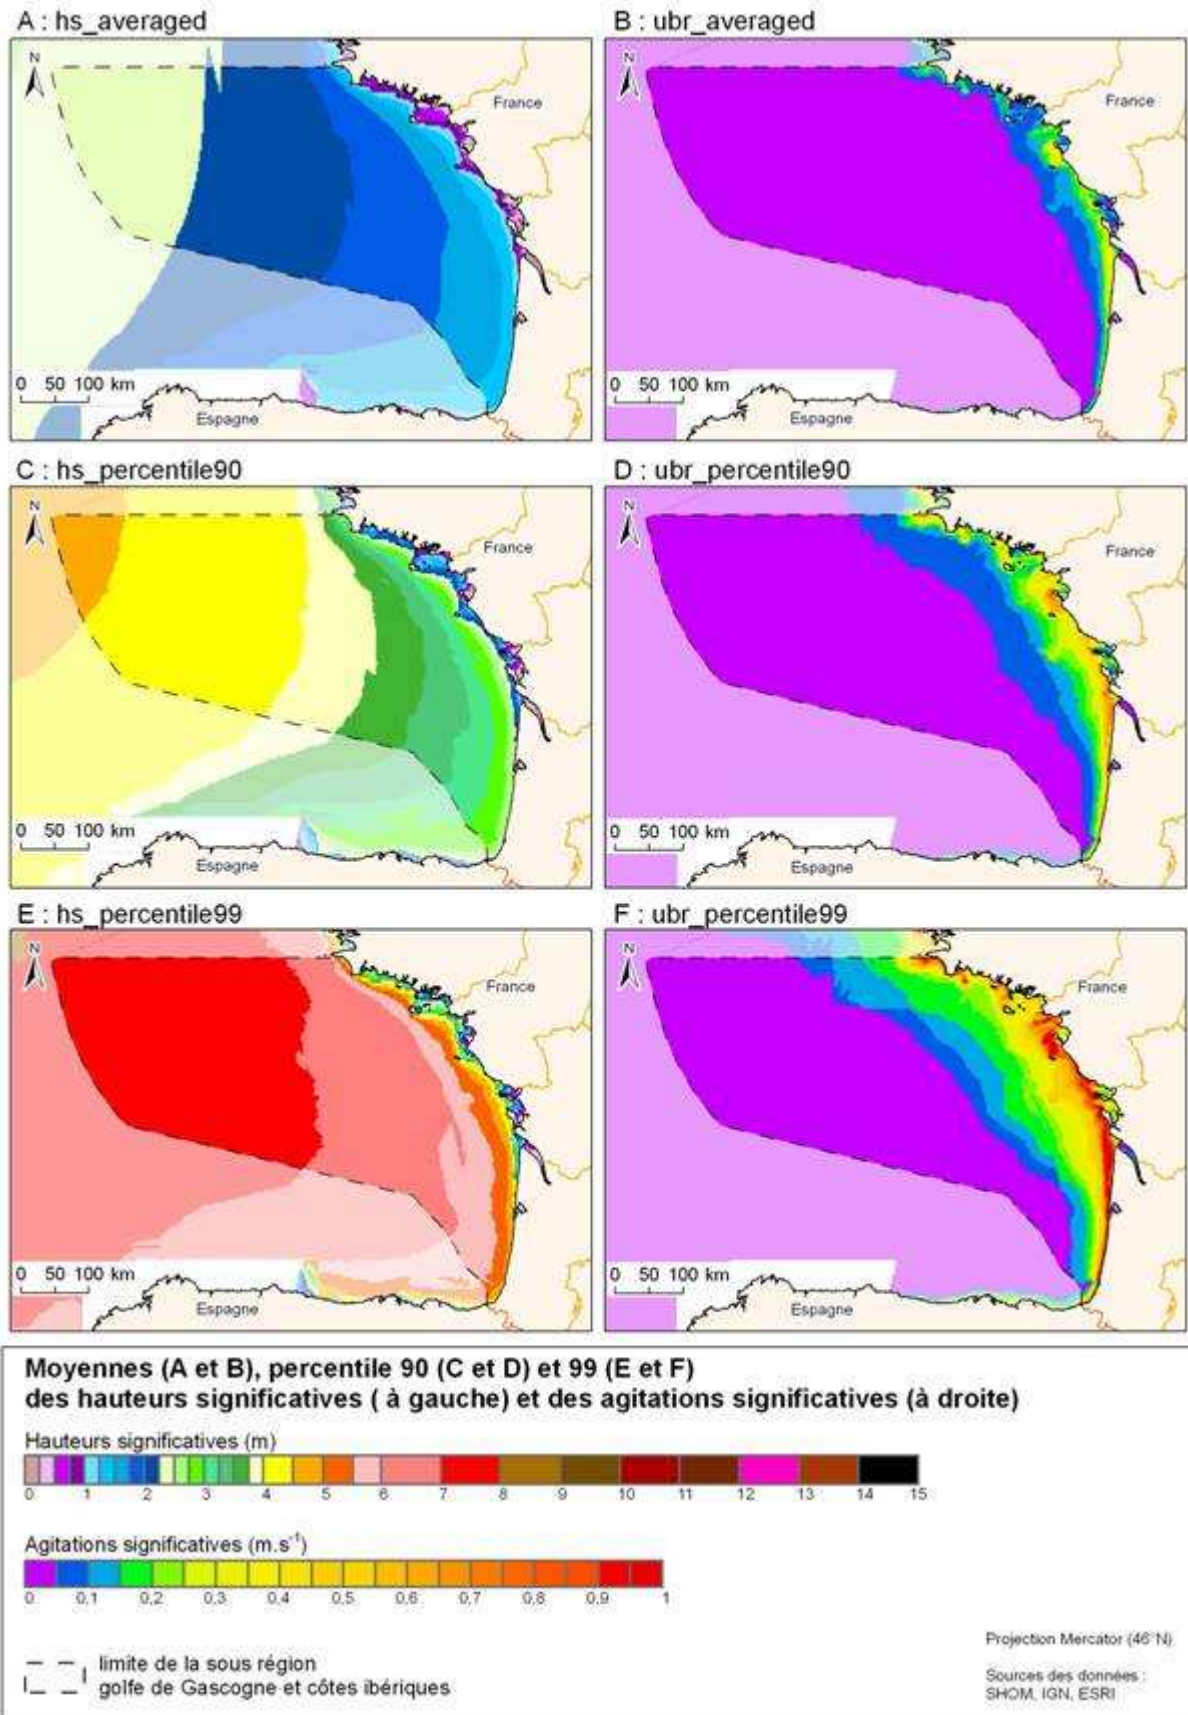 A : hs_averaged
B : ubr_averaged
N
France
0 50 100 km
Espagne
N
France
0 50 100 km
Espagne
C : hs_percentile90
D : ubr_percentile90
N
France
0 50 100 km
Espagne
N
France
0 50 100 km
Espagne
E : hs_percentile99
F : ubr_percentile99
N
France
0 50 100 km
Espagne
N
France
0 50 100 km
Espagne
Moyennes (A et B), percentile 90 (C et D) et 99 (E et F)
des hauteurs significatives ( à gauche) et des agitations significatives (à droite)
Hauteurs significatives (m)
0 1 2 3 4 5 6 7 8 9 10 11 12 13 14 15
Agitations significatives (m.s-1)
0 0,1 0,2 0,3 0,4 0,5 0,6 0,7 0,8 0,9 1
limite de la sous région
golfe de Gascogne et côtes ibériques
Projection Mercator (46°N)
Sources des données :
SHOM, IGN, ESRI